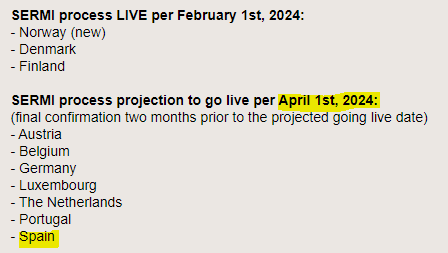 SERMI process LIVE per February 1st, 2024:
- Norway (new)
- Denmark
- Finland
SERMI process projection to go live per April 1st, 2024:
(final confirmation two months prior to the projected going live date)
- Austria
- Belgium
- Germany
- Luxembourg
- The Netherlands
- Portugal
- Spain